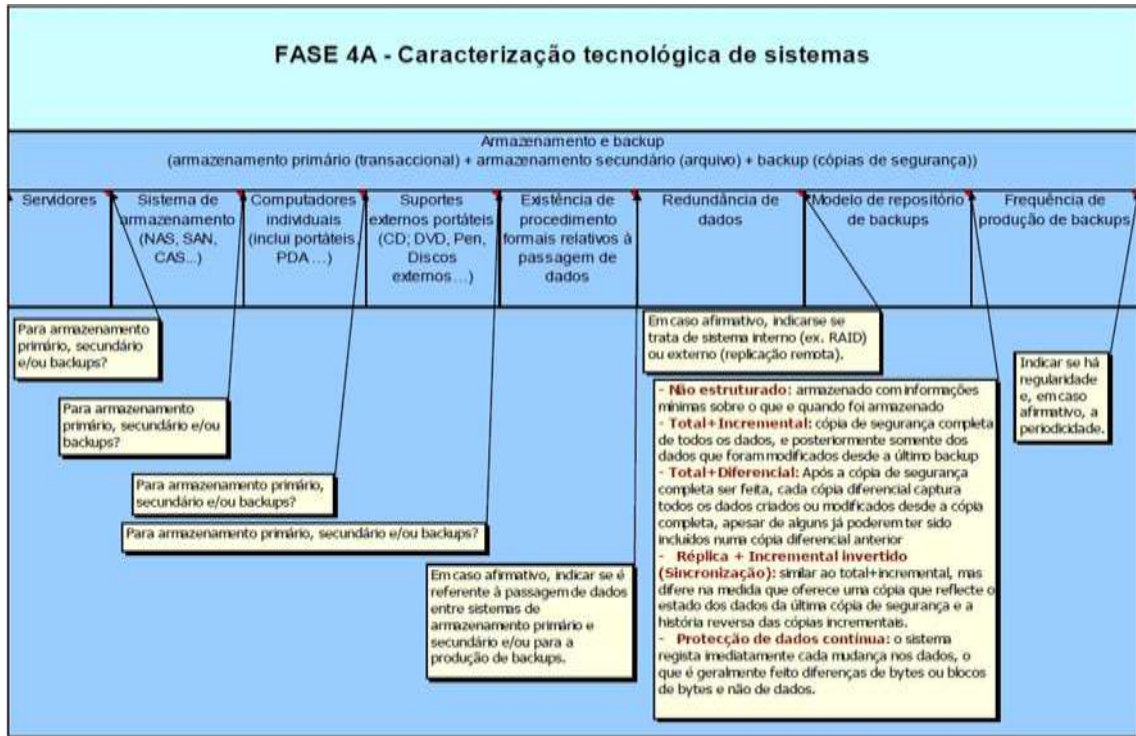 FASE 4A - Caracterização tecnológica de sistemas
Armazenamento e backup
(armazenamento primário (transaccional) + armazenamento secundário (arquivo) + backup (cópias de segurança))
Servidores
Sistema de
armazenamento
(NAS, SAN,
CAS...)
Computadores
individuais
(inclui portáteis,
PDA ...)
Suportes
externos portáteis
(CD; DVD, Pen,
Discos
externos ...)
Existência de
procedimento
formais relativos à
passagem de
dados
Redundância de
dados
Modelo de repositório
de backups
Frequência de
produção de backups
Para armazenamento
primário, secundário
e/ou backups?
Para armazenamento
primário, secundário e/ou
backups?
Para armazenamento primário,
secundário e/ou backups?
Para armazenamento primário, secundário e/ou backups?
Em caso afirmativo, indicar se é
referente à passagem de dados
entre sistemas de
armazenamento primário e
secundário e/ou para a
produção de backups.
Em caso afirmativo, indicarse se
trata de sistema interno (ex. RAID)
ou externo (replicação remota).
- Não estruturado: armazenado com informações
mínimas sobre o que e quando foi armazenado
- Total+Incremental: cópia de segurança completa
de todos os dados, e posteriormente somente dos
dados que foram modificados desde a último backup
- Total+Diferencial: Após a cópia de segurança
completa ser feita, cada cópia diferencial captura
todos os dados criados ou modificados desde a cópia
completa, apesar de alguns já poderem ter sido
incluídos numa cópia diferencial anterior
- Réplica + Incremental invertido
(Sincronização): similar ao total+incremental, mas
difere na medida que oferece uma cópia que reflecte o
estado dos dados da última cópia de segurança e a
história reversa das cópias incrementais.
- Protecção de dados contínua: o sistema
regista imediatamente cada mudança nos dados, o
que é geralmente feito diferenças de bytes ou blocos
de bytes e não de dados.
Indicar se há
regularidade
e, em caso
afirmativo, a
periodicidade.